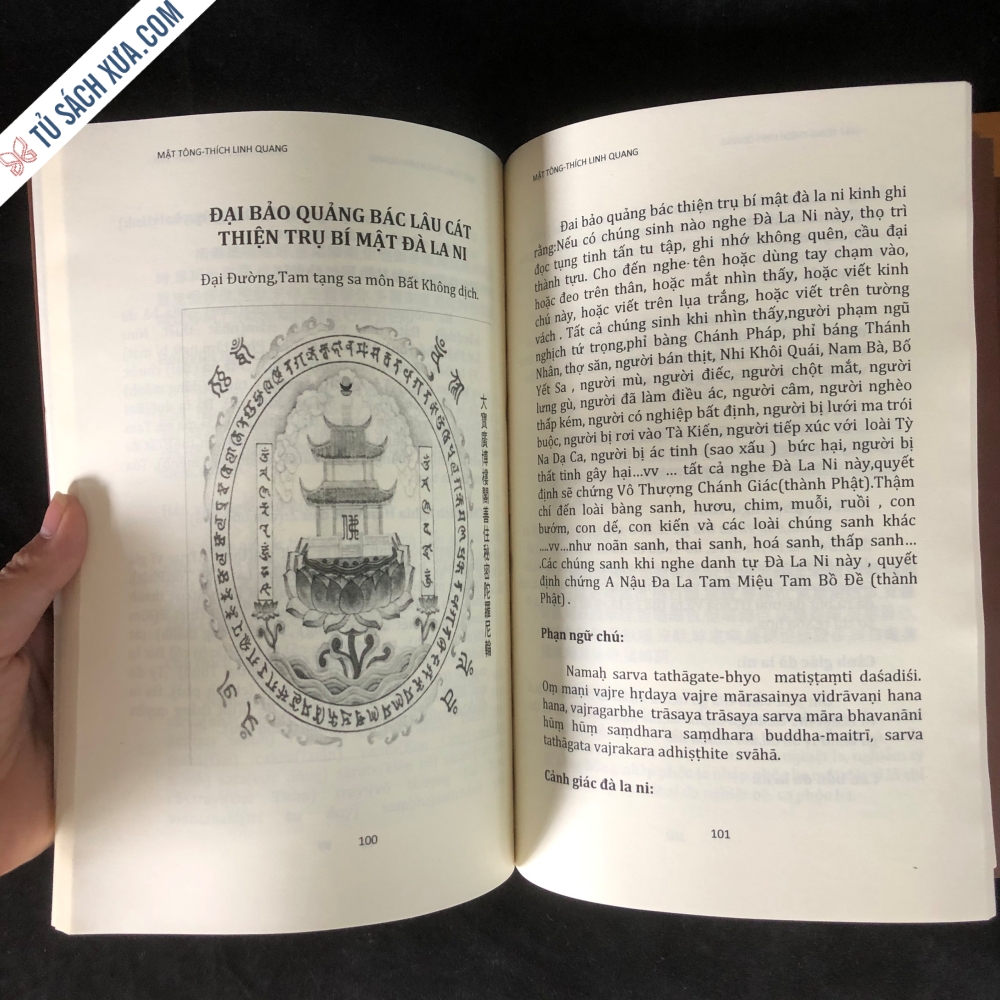 TỦ SÁCH XƯA.COM
MẬT TÔNG-THÍCH LINH QUANG
ĐẠI BẢO QUẢNG BÁC LÂU CÁT
THIỆN TRỤ BÍ MẬT ĐÀ LA NI
Đại Đường,Tam tạng sa môn Bất Không dịch.
大寶廣博樓閣善住秘密陀羅尼輪
佛
100
MẬT TÔNG-THÍCH LINH QUANG
Đại bảo quảng bác thiện trụ bí mật đà la ni kinh ghi
rằng:Nếu có chúng sinh nào nghe Đà La Ni này, thọ trì
đọc tụng tinh tấn tu tập, ghi nhớ không quên, cầu đại
thành tựu. Cho đến nghe tên hoặc dùng tay chạm vào,
hoặc đeo trên thân, hoặc mắt nhìn thấy, hoặc viết kinh
chú này, hoặc viết trên lụa trắng, hoặc viết trên tường
vách . Tất cả chúng sinh khi nhìn thấy,người phạm ngũ
nghịch tứ trọng,phỉ báng Chánh Pháp, phỉ báng Thánh
Nhân, thợ săn, người bán thịt, Nhi Khôi Quái, Nam Bà, Bố
Yết Sa , người mù, người điếc, người chột mắt, người
lưng gù, người đã làm điều ác, người câm, người nghèo
thấp kém, người có nghiệp bất định, người bị lưới ma trói
buộc, người bị rơi vào Tà Kiến, người tiếp xúc với loài Tỳ
Na Dạ Ca, người bị ác tinh (sao xấu ) bức hại, người bị
thất tinh gây hại...vv ... tất cả nghe Đà La Ni này,quyết
định sẽ chứng Vô Thượng Chánh Giác(thành Phật).Thậm
chí đến loài bàng sanh, hươu, chim, muỗi, ruồi , con
bướm, con dế, con kiến và các loài chúng sanh khác
....vv...như noãn sanh, thai sanh, hoá sanh, thấp sanh...
.Các chúng sanh khi nghe danh tự Đà La Ni này , quyết
định chứng A Nậu Đa La Tam Miệu Tam Bồ Đề (thành
Phật) .
Phạn ngữ chú:
Namaḥ sarva tathāgate-bhyo matiṣṭaṃti daśadiśi.
Oṃ maṇi vajre hṛdaya vajre mārasainya vidrāvaṇi hana
hana, vajragarbhe trāsaya trāsaya sarva māra bhavanāni
hūṃ hūṃ saṃdhara saṃdhara buddha-maitrī, sarva
tathāgata vajrakara adhiṣṭhite svāhā.
Cảnh giác đà la ni:
101